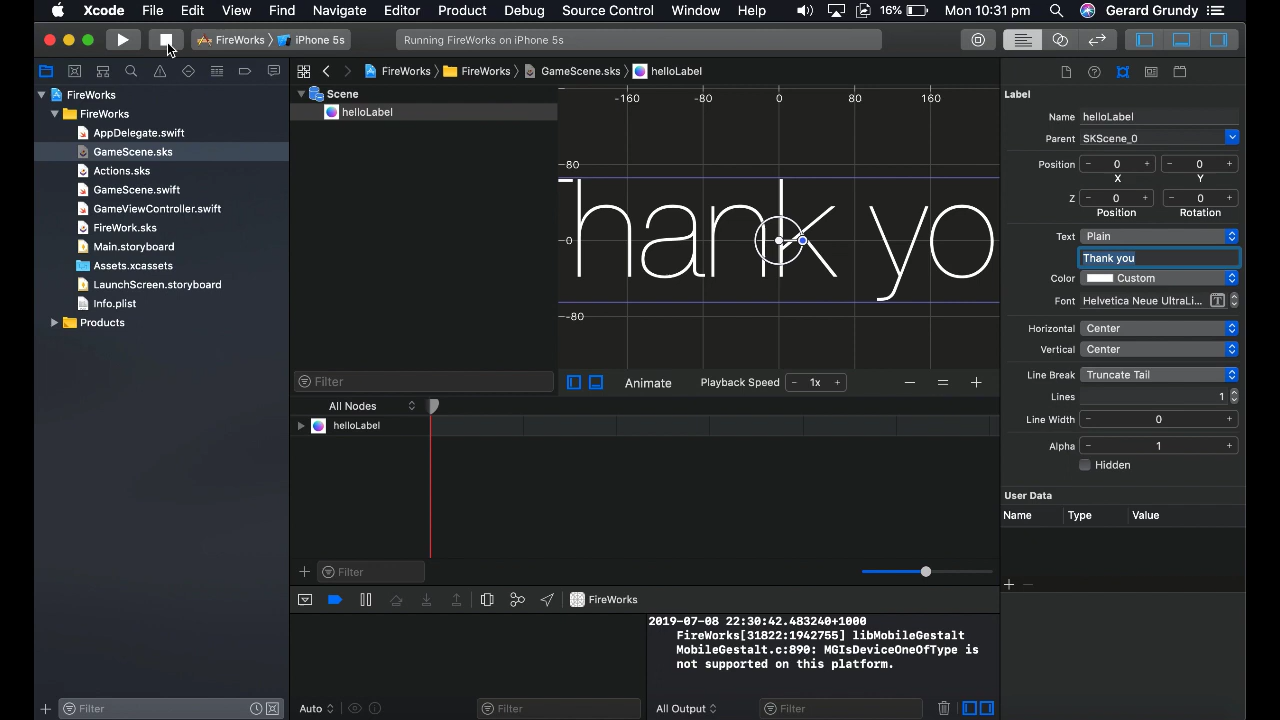 Xcode File Edit View Find Navigate Editor Product Debug Source Control Window Help 16% Mon 10:31 pm Gerard Grundy
FireWorks iPhone 5s Running FireWorks on iPhone 5s
FireWorks FireWorks GameScene.sks helloLabel
FireWorks
FireWorks
AppDelegate.swift
GameScene.sks
Actions.sks
GameScene.swift
GameViewController.swift
FireWork.sks
Main.storyboard
Assets.xcassets
LaunchScreen.storyboard
Info.plist
Products
Filter
Scene
helloLabel
Filter
-160 -80 0 80 160
80
0
-80
Thank yo
Animate Playback Speed - 1x +
All Nodes
helloLabel
Filter
FireWorks
2019-07-08 22:30:42.483240+1000
FireWorks[31822:1942755] libMobileGestalt
MobileGestalt.c:890: MGIsDeviceOneOfType is
not supported on this platform.
Auto Filter All Output Filter
Label
Name helloLabel
Parent SKScene_0
Position - 0 + - 0 +
X Y
Z - 0 + - 0 +
Position Rotation
Text Plain
Thank you
Color Custom
Font Helvetica Neue UltraLi... T
Horizontal Center
Vertical Center
Line Break Truncate Tail
Lines 1
Line Width - 0 +
Alpha - 1 +
Hidden
User Data
Name Type Value